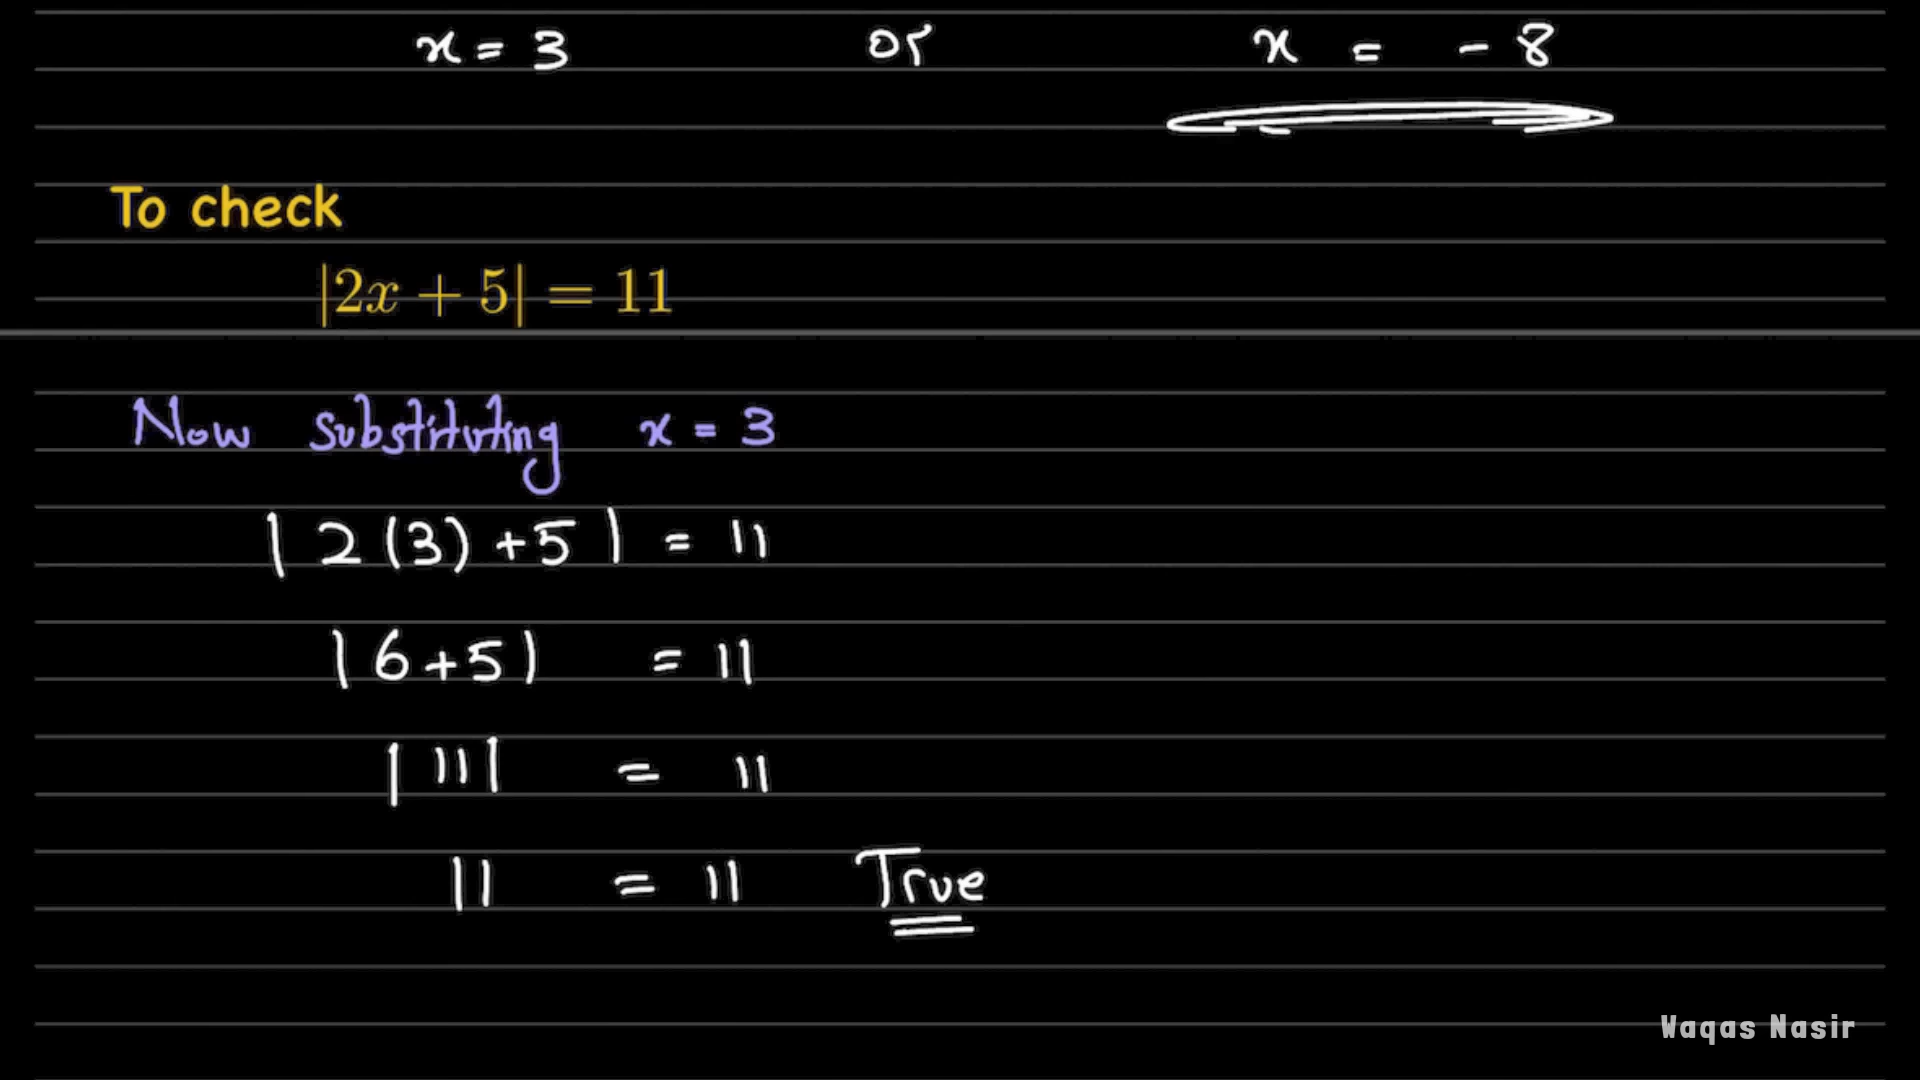 x = 3 or x = - 8
To check
|2x + 5| = 11
Now substituting x = 3
| 2 (3) + 5 | = 11
| 6 + 5 | = 11
| 11 | = 11
11 = 11 True
Waqas Nasir